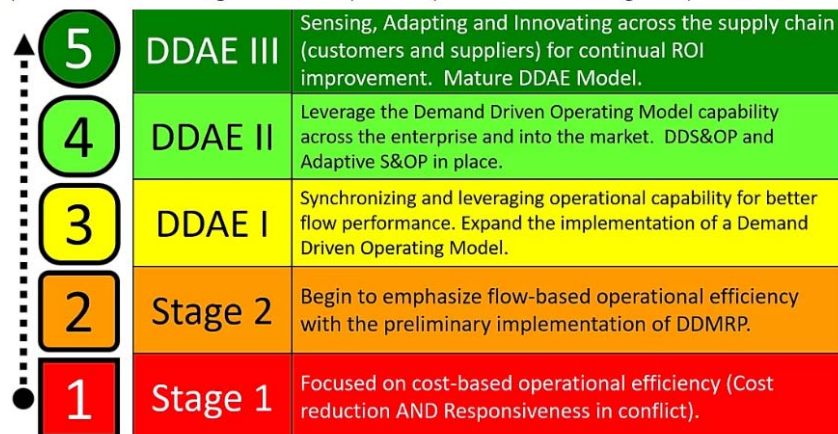 5
DDAE III
Sensing, Adapting and Innovating across the supply chain
(customers and suppliers) for continual ROI
improvement. Mature DDAE Model.
4
DDAE II
Leverage the Demand Driven Operating Model capability
across the enterprise and into the market. DDS&OP and
Adaptive S&OP in place.
3
DDAE I
Synchronizing and leveraging operational capability for better
flow performance. Expand the implementation of a Demand
Driven Operating Model.
2
Stage 2
Begin to emphasize flow-based operational efficiency
with the preliminary implementation of DDMRP.
1
Stage 1
Focused on cost-based operational efficiency (Cost
reduction AND Responsiveness in conflict).